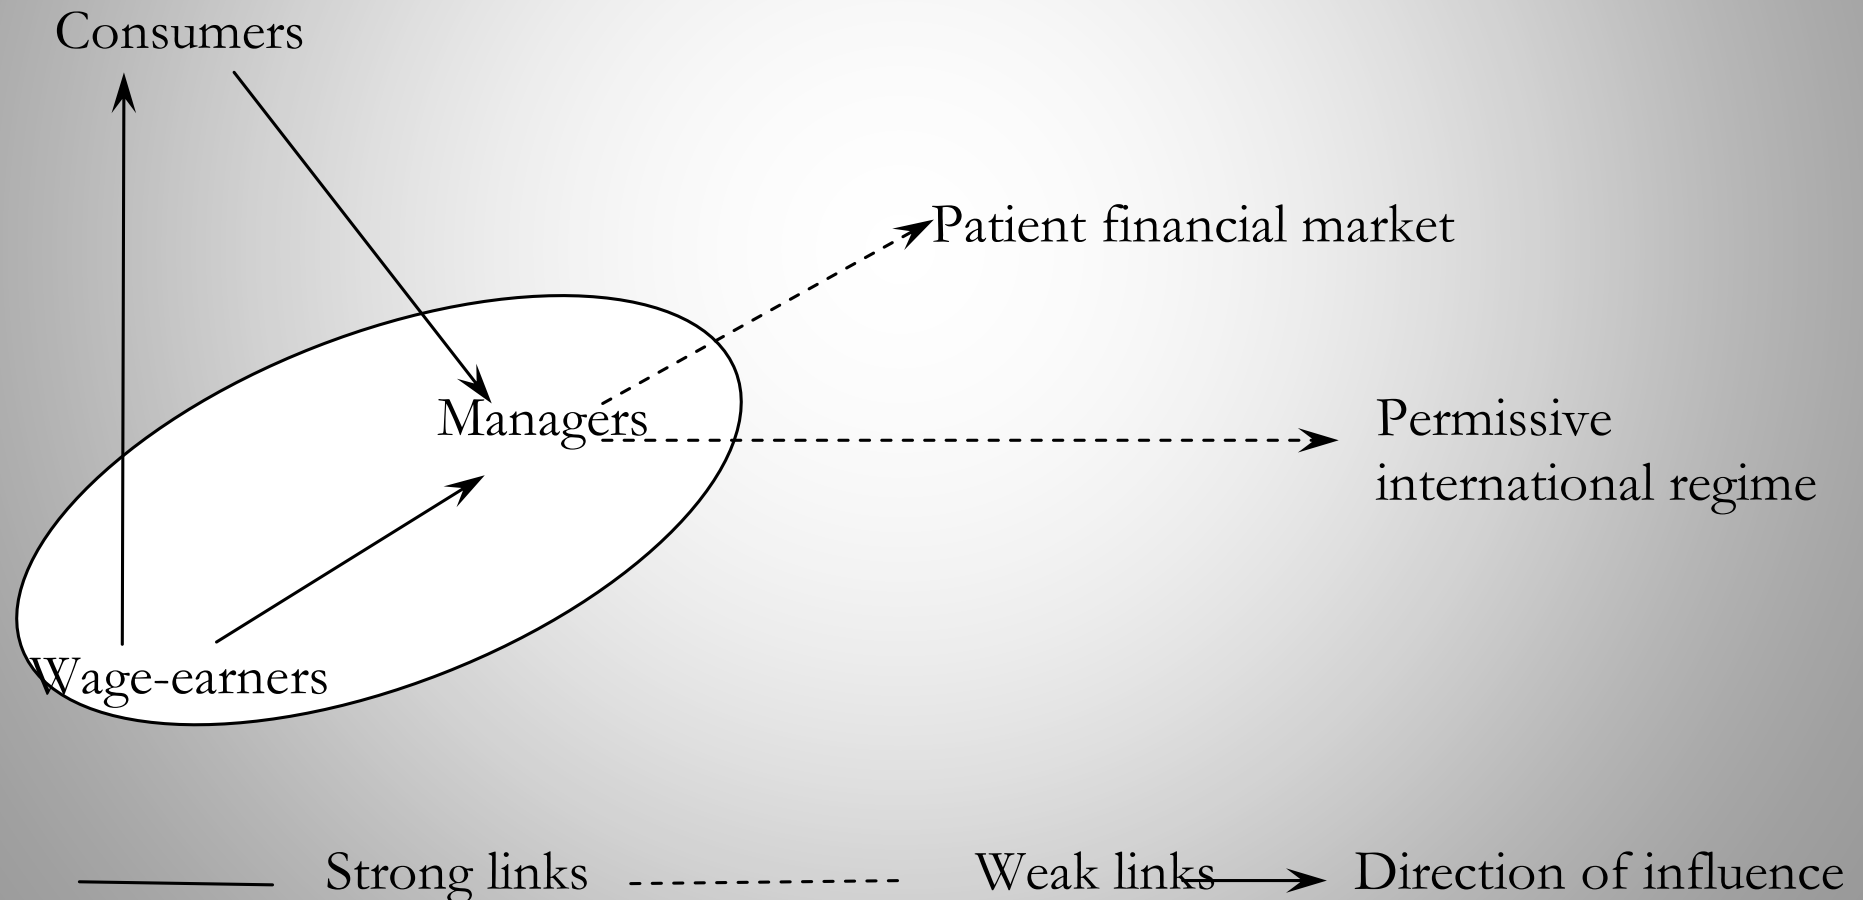 Consumers
Patient financial market
Managers
Permissive
international regime
Wage-earners
Strong links
Weak links
Direction of influence